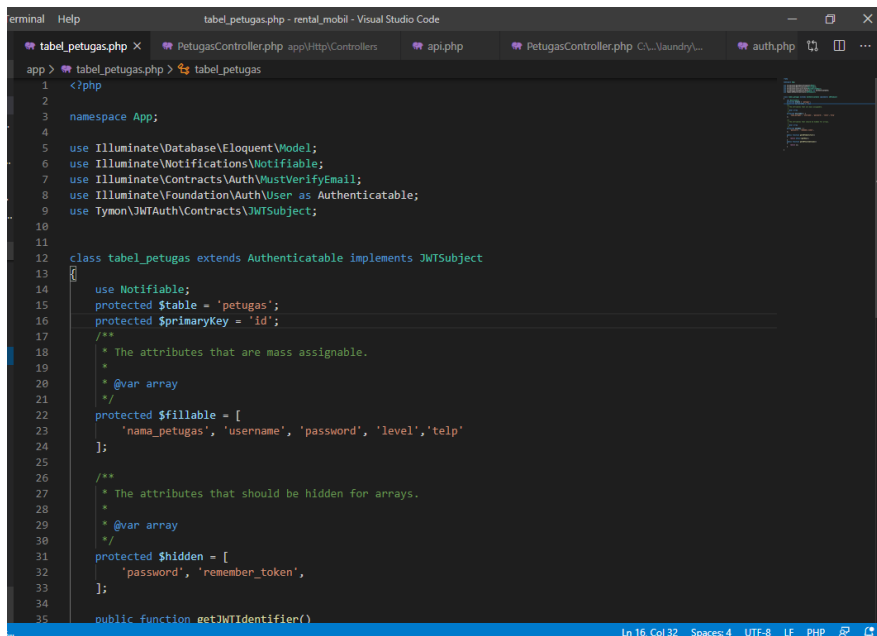 erminal Help tabel_petugas.php - rental_mobil - Visual Studio Code
tabel_petugas.php PetugasController.php app\Http\Controllers api.php PetugasController.php C:\...\laundry\... auth.php
app > tabel_petugas.php > tabel_petugas
1 <?php
2
3 namespace App;
4
5 use Illuminate\Database\Eloquent\Model;
6 use Illuminate\Notifications\Notifiable;
7 use Illuminate\Contracts\Auth\MustVerifyEmail;
8 use Illuminate\Foundation\Auth\User as Authenticatable;
9 use Tymon\JWTAuth\Contracts\JWTSubject;
10
11
12 class tabel_petugas extends Authenticatable implements JWTSubject
13 {
14 use Notifiable;
15 protected $table = 'petugas';
16 protected $primaryKey = 'id';
17 /**
18 * The attributes that are mass assignable.
19 *
20 * @var array
21 */
22 protected $fillable = [
23 'nama_petugas', 'username', 'password', 'level','telp'
24 ];
25
26 /**
27 * The attributes that should be hidden for arrays.
28 *
29 * @var array
30 */
31 protected $hidden = [
32 'password', 'remember_token',
33 ];
34
35 public function getJWTIdentifier()
Ln 16, Col 32 Spaces: 4 UTF-8 LF PHP